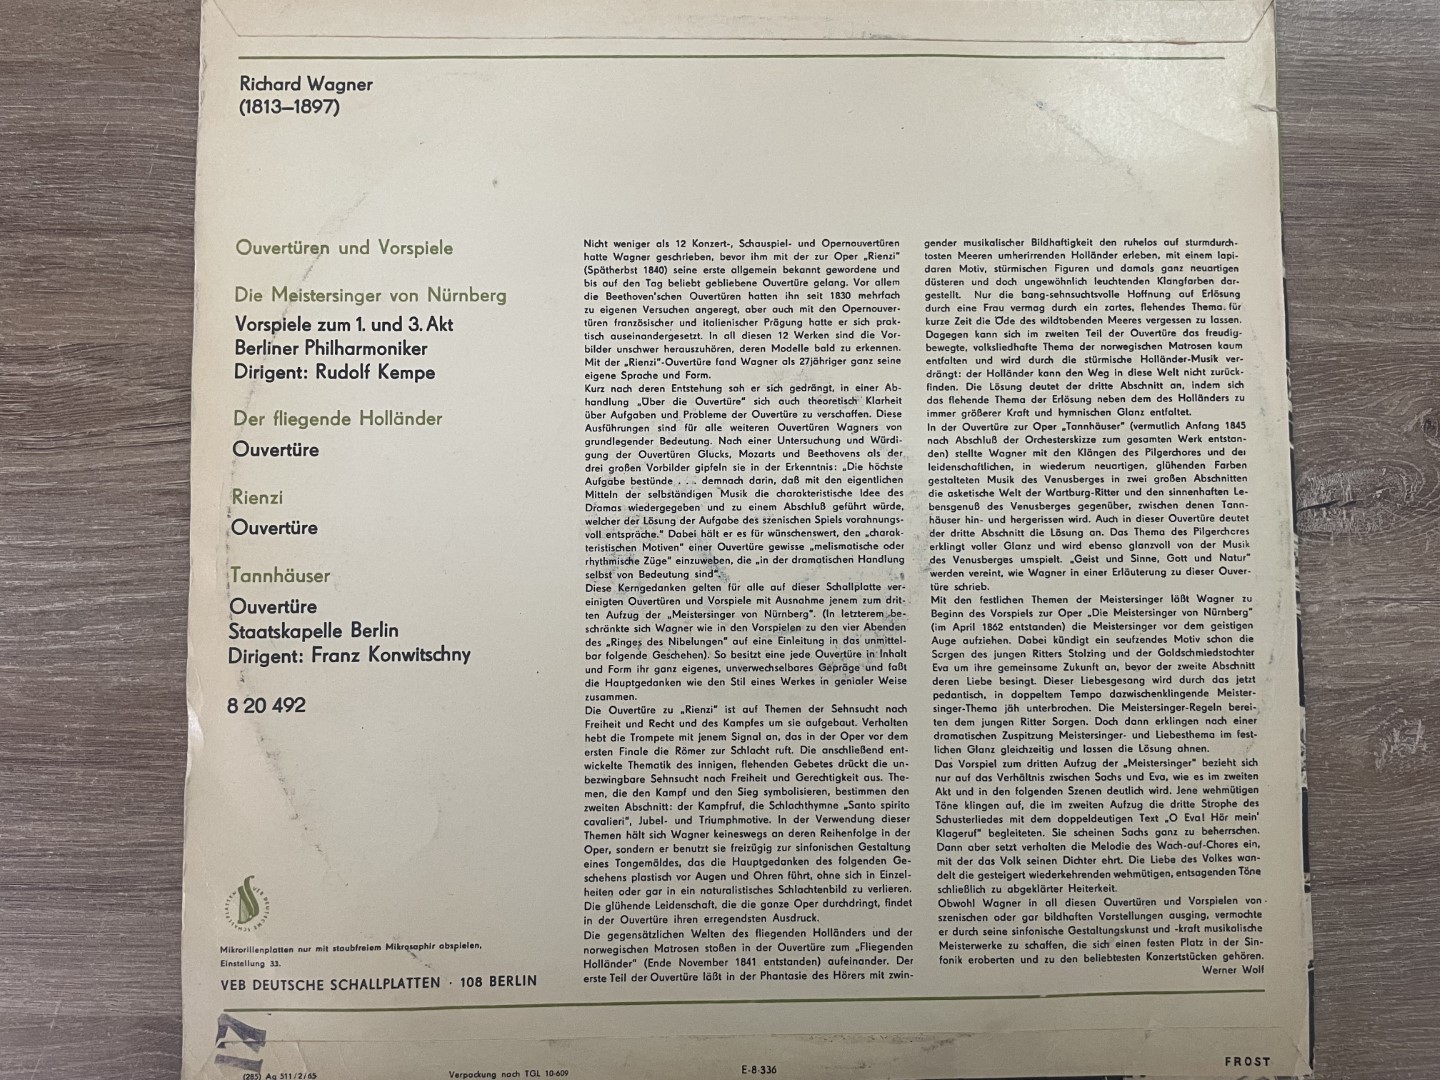 Richard Wagner
(1813–1897)
Ouvertüren und Vorspiele
Die Meistersinger von Nürnberg
Vorspiele zum 1. und 3. Akt
Berliner Philharmoniker
Dirigent: Rudolf Kempe
Der fliegende Holländer
Ouvertüre
Rienzi
Ouvertüre
Tannhäuser
Ouvertüre
Staatskapelle Berlin
Dirigent: Franz Konwitschny
8 20 492
Mikrorillenplatten nur mit staubfreiem Mikrosaphir abspielen,
Einstellung 33.
VEB DEUTSCHE SCHALLPLATTEN · 108 BERLIN
Nicht weniger als 12 Konzert-, Schauspiel- und Opernouvertüren
hatte Wagner geschrieben, bevor ihm mit der zur Oper „Rienzi"
(Spätherbst 1840) seine erste allgemein bekannt gewordene und
bis auf den Tag beliebt gebliebene Ouvertüre gelang. Vor allem
die Beethoven'schen Ouvertüren hatten ihn seit 1830 mehrfach
zu eigenen Versuchen angeregt, aber auch mit den Opernouver-
türen französischer und italienischer Prägung hatte er sich prak-
tisch auseinandergesetzt. In all diesen 12 Werken sind die Vor-
bilder unschwer herauszuhören, deren Modelle bald zu erkennen.
Mit der „Rienzi"-Ouvertüre fand Wagner als 27jähriger ganz seine
eigene Sprache und Form.
Kurz nach deren Entstehung sah er sich gedrängt, in einer Ab-
handlung „Über die Ouvertüre" sich auch theoretisch Klarheit
über Aufgaben und Probleme der Ouvertüre zu verschaffen. Diese
Ausführungen sind für alle weiteren Ouvertüren Wagners von
grundlegender Bedeutung. Nach einer Untersuchung und Würdi-
gung der Ouvertüren Glucks, Mozarts und Beethovens als der
drei großen Vorbilder gipfeln sie in der Erkenntnis: „Die höchste
Aufgabe bestünde . . . demnach darin, daß mit den eigentlichen
Mitteln der selbständigen Musik die charakteristische Idee des
Dramas wiedergegeben und zu einem Abschluß geführt würde,
welcher der Lösung der Aufgabe des szenischen Spiels vorahnungs-
voll entspräche." Dabei hält er es für wünschenswert, den „charak-
teristischen Motiven" einer Ouvertüre gewisse „melismatische oder
rhythmische Züge" einzuweben, die „in der dramatischen Handlung
selbst von Bedeutung sind".
Diese Kerngedanken gelten für alle auf dieser Schallplatte ver-
einigten Ouvertüren und Vorspiele mit Ausnahme jenem zum drit-
ten Aufzug der „Meistersinger von Nürnberg". (In letzterem be-
schränkte sich Wagner wie in den Vorspielen zu den vier Abenden
des „Ringes des Nibelungen" auf eine Einleitung in das unmittel-
bar folgende Geschehen). So besitzt eine jede Ouvertüre in Inhalt
und Form ihr ganz eigenes, unverwechselbares Gepräge und faßt
die Hauptgedanken wie den Stil eines Werkes in genialer Weise
zusammen.
Die Ouvertüre zu „Rienzi" ist auf Themen der Sehnsucht nach
Freiheit und Recht und des Kampfes um sie aufgebaut. Verhalten
hebt die Trompete mit jenem Signal an, das in der Oper vor dem
ersten Finale die Römer zur Schlacht ruft. Die anschließend ent-
wickelte Thematik des innigen, flehenden Gebetes drückt die un-
bezwingbare Sehnsucht nach Freiheit und Gerechtigkeit aus. The-
men, die den Kampf und den Sieg symbolisieren, bestimmen den
zweiten Abschnitt: der Kampfruf, die Schlachthymne „Santo spirito
cavalieri", Jubel- und Triumphmotive. In der Verwendung dieser
Themen hält sich Wagner keineswegs an deren Reihenfolge in der
Oper, sondern er benutzt sie freizügig zur sinfonischen Gestaltung
eines Tongemäldes, das die Hauptgedanken des folgenden Ge-
schehens plastisch vor Augen und Ohren führt, ohne sich in Einzel-
heiten oder gar in ein naturalistisches Schlachtenbild zu verlieren.
Die glühende Leidenschaft, die die ganze Oper durchdringt, findet
in der Ouvertüre ihren erregendsten Ausdruck.
Die gegensätzlichen Welten des fliegenden Holländers und der
norwegischen Matrosen stoßen in der Ouvertüre zum „Fliegenden
Holländer" (Ende November 1841 entstanden) aufeinander. Der
erste Teil der Ouvertüre läßt in der Phantasie des Hörers mit zwin-
gender musikalischer Bildhaftigkeit den ruhelos auf sturmdurch-
tosten Meeren umherirrenden Holländer erleben, mit einem lapi-
daren Motiv, stürmischen Figuren und damals ganz neuartigen
düsteren und doch ungewöhnlich leuchtenden Klangfarben dar-
gestellt. Nur die bang-sehnsuchtsvolle Hoffnung auf Erlösung
durch eine Frau vermag durch ein zartes, flehendes Thema für
kurze Zeit die Öde des wildtobenden Meeres vergessen zu lassen.
Dagegen kann sich im zweiten Teil der Ouvertüre das freudig-
bewegte, volksliedhafte Thema der norwegischen Matrosen kaum
entfalten und wird durch die stürmische Holländer-Musik ver-
drängt: der Holländer kann den Weg in diese Welt nicht zurück-
finden. Die Lösung deutet der dritte Abschnitt an, indem sich
das flehende Thema der Erlösung neben dem des Holländers zu
immer größerer Kraft und hymnischen Glanz entfaltet.
In der Ouvertüre zur Oper „Tannhäuser" (vermutlich Anfang 1845
nach Abschluß der Orchesterskizze zum gesamten Werk entstan-
den) stellte Wagner mit den Klängen des Pilgerchores und der
leidenschaftlichen, in wiederum neuartigen, glühenden Farben
gestalteten Musik des Venusberges in zwei großen Abschnitten
die asketische Welt der Wartburg-Ritter und den sinnenhaften Le-
bensgenuß des Venusberges gegenüber, zwischen denen Tann-
häuser hin- und hergerissen wird. Auch in dieser Ouvertüre deutet
der dritte Abschnitt die Lösung an. Das Thema des Pilgerchores
erklingt voller Glanz und wird ebenso glanzvoll von der Musik
des Venusberges umspielt. „Geist und Sinne, Gott und Natur"
werden vereint, wie Wagner in einer Erläuterung zu dieser Ouver-
türe schrieb.
Mit den festlichen Themen der Meistersinger läßt Wagner zu
Beginn des Vorspiels zur Oper „Die Meistersinger von Nürnberg"
(im April 1862 entstanden) die Meistersinger vor dem geistigen
Auge aufziehen. Dabei kündigt ein seufzendes Motiv schon die
Sorgen des jungen Ritters Stolzing und der Goldschmiedstochter
Eva um ihre gemeinsame Zukunft an, bevor der zweite Abschnitt
deren Liebe besingt. Dieser Liebesgesang wird durch das jetzt
pedantisch, in doppeltem Tempo dazwischenklingende Meister-
singer-Thema jäh unterbrochen. Die Meistersinger-Regeln berei-
ten dem jungen Ritter Sorgen. Doch dann erklingen nach einer
dramatischen Zuspitzung Meistersinger- und Liebesthema im fest-
lichen Glanz gleichzeitig und lassen die Lösung ahnen.
Das Vorspiel zum dritten Aufzug der „Meistersinger" bezieht sich
nur auf das Verhältnis zwischen Sachs und Eva, wie es im zweiten
Akt und in den folgenden Szenen deutlich wird. Jene wehmütigen
Töne klingen auf, die im zweiten Aufzug die dritte Strophe des
Schusterliedes mit dem doppeldeutigen Text „O Eva! Hör mein'
Klageruf" begleiteten. Sie scheinen Sachs ganz zu beherrschen.
Dann aber setzt verhalten die Melodie des Wach-auf-Chores ein,
mit der das Volk seinen Dichter ehrt. Die Liebe des Volkes wan-
delt die gesteigert wiederkehrenden wehmütigen, entsagenden Töne
schließlich zu abgeklärter Heiterkeit.
Obwohl Wagner in all diesen Ouvertüren und Vorspielen von
szenischen oder gar bildhaften Vorstellungen ausging, vermochte
er durch seine sinfonische Gestaltungskunst und -kraft musikalische
Meisterwerke zu schaffen, die sich einen festen Platz in der Sin-
fonik eroberten und zu den beliebtesten Konzertstücken gehören.
Werner Wolf
17
(285) Ag 511/2/65
Verpackung nach TGL 10-609
E-8-336
FROST